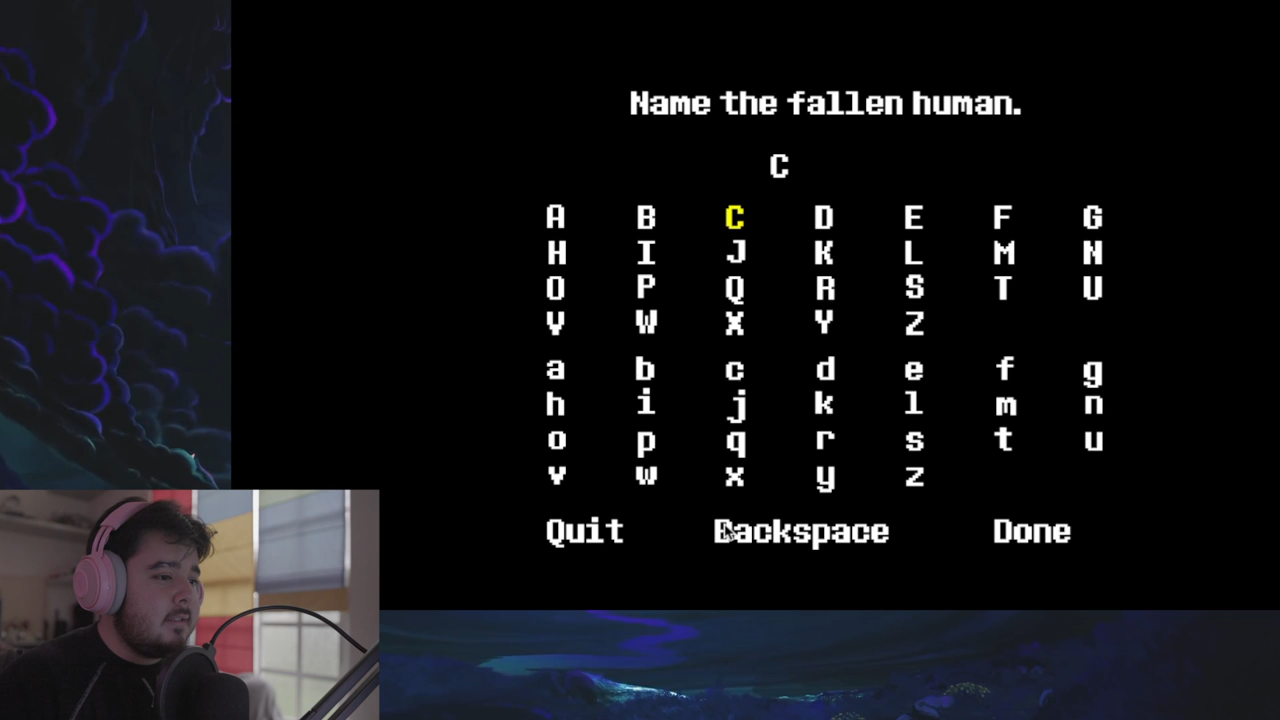 Name the fallen human.
C
A B C D E F G
H I J K L M N
O P Q R S T U
V W X Y Z
a b c d e f g
h i j k l m n
o p q r s t u
v w x y z
Quit Backspace Done